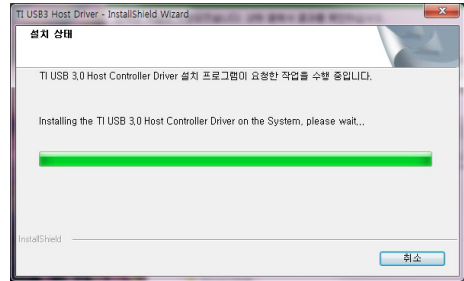 TI USB3 Host Driver - InstallShield Wizard
설치 상태
TI USB 3.0 Host Controller Driver 설치 프로그램이 요청한 작업을 수행 중입니다.
Installing the TI USB 3.0 Host Controller Driver on the System, please wait...
InstallShield
취소